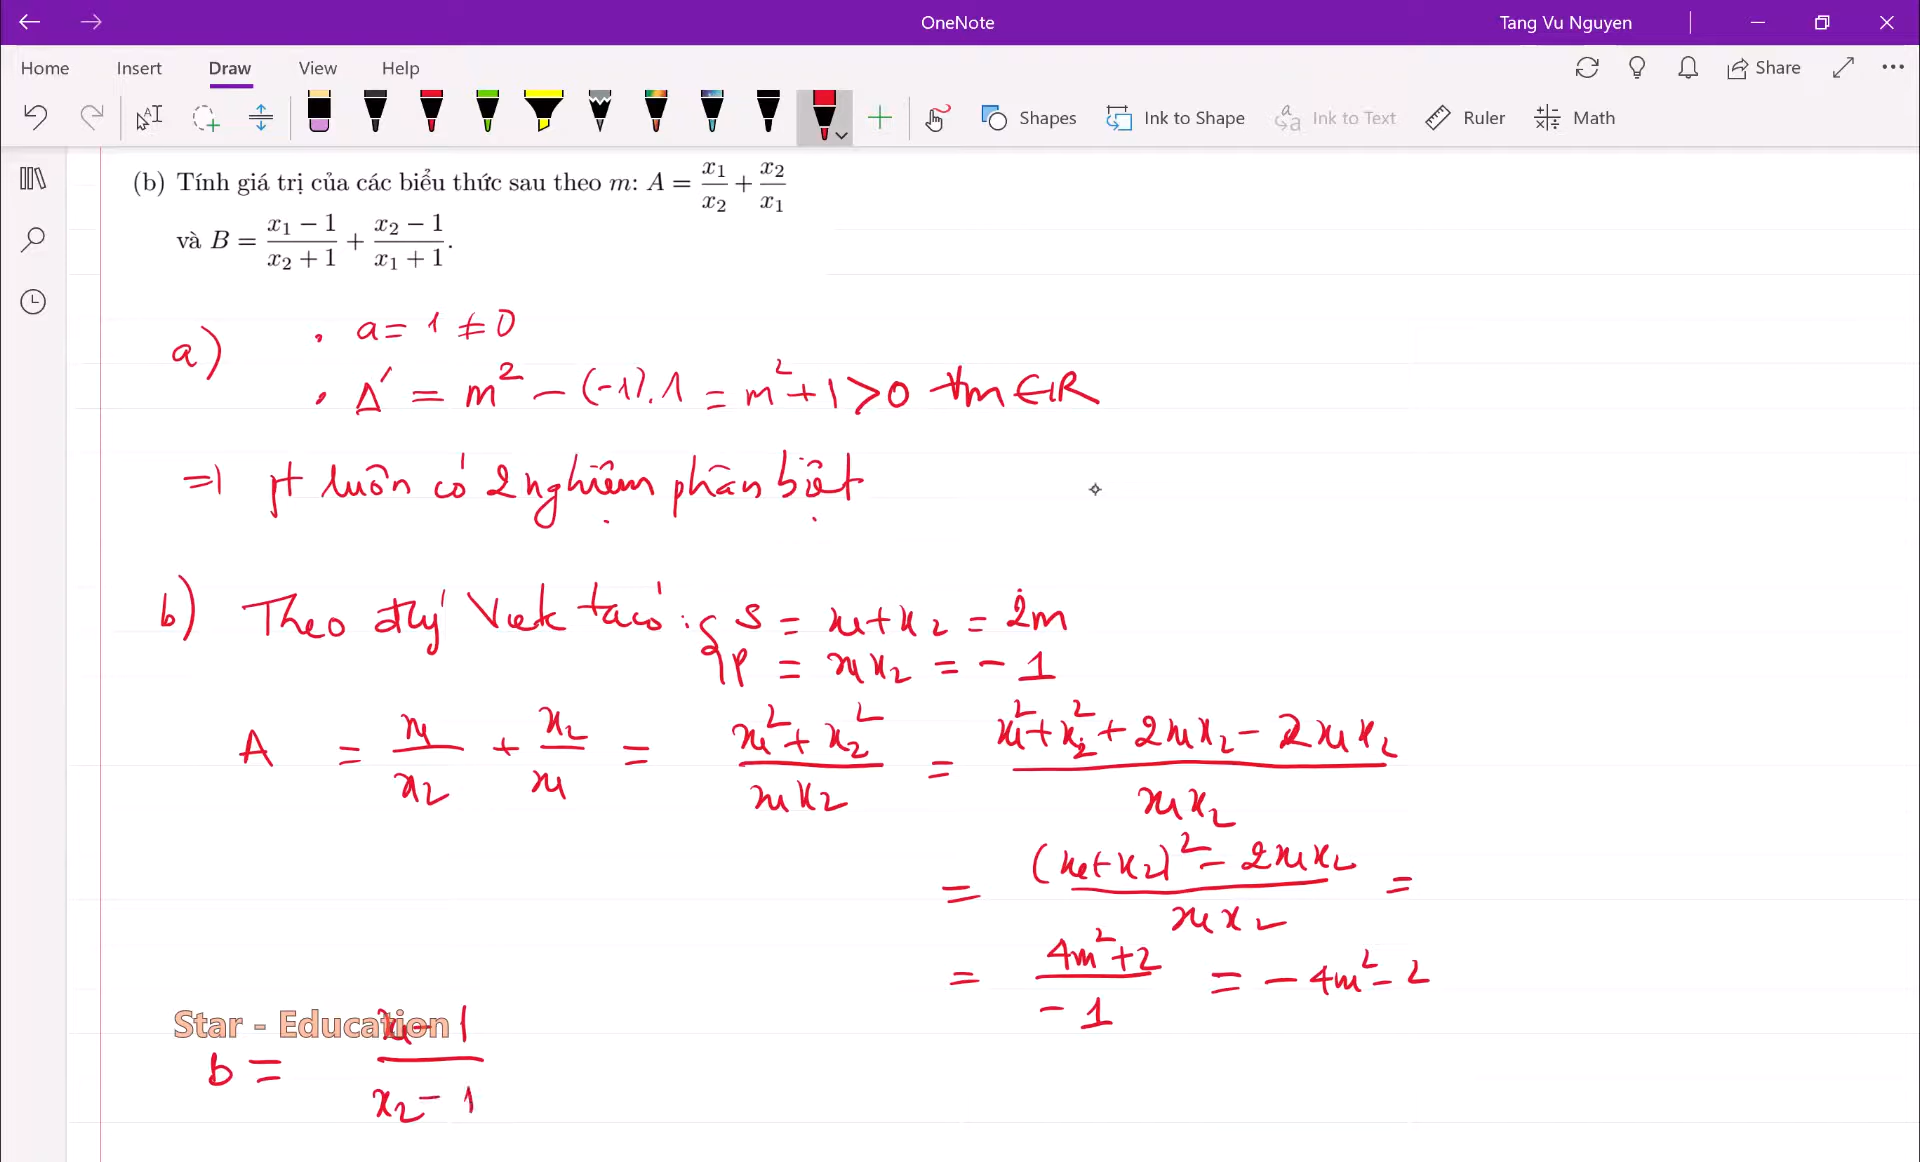 OneNote
Tang Vu Nguyen
Home Insert Draw View Help
Share
Shapes Ink to Shape Ink to Text Ruler Math
(b) Tính giá trị của các biểu thức sau theo m: A = x₁/x₂ + x₂/x₁
và B = (x₁ − 1)/(x₂ + 1) + (x₂ − 1)/(x₁ + 1).
a) • a = 1 ≠ 0
• Δ' = m² − (−1).1 = m² + 1 > 0 ∀m ∈ ℝ
=> pt luôn có 2 nghiệm phân biệt
b) Theo đlý Viet ta có: { S = x₁ + x₂ = 2m
P = x₁x₂ = − 1
A = x₁/x₂ + x₂/x₁ = (x₁² + x₂²)/(x₁x₂) = (x₁² + x₂² + 2x₁x₂ − 2x₁x₂)/(x₁x₂)
= ((x₁+x₂)² − 2x₁x₂)/(x₁x₂) =
= (4m² + 2)/(−1) = − 4m² − 2
Star - Education
b = (x₁ − 1)/(x₂ − 1)